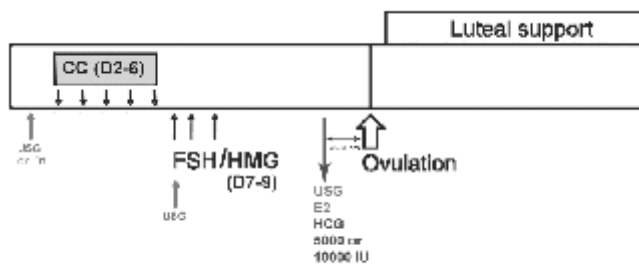 Luteal support
CC (D2-6)
USG
FSH/HMG
(D7-9)
Ovulation
USG
USG
E2
HCG
5000 or
10000 IU